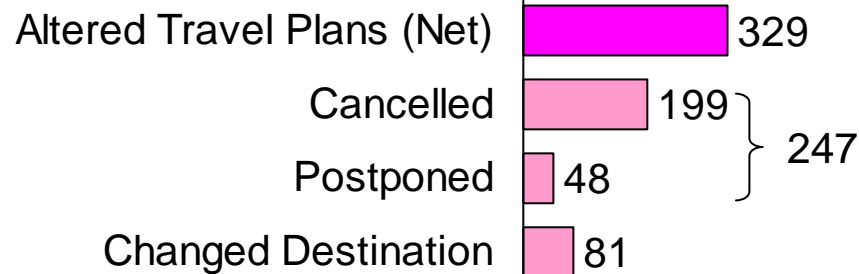 Altered Travel Plans (Net) 329
Cancelled 199
247
Postponed 48
Changed Destination 81